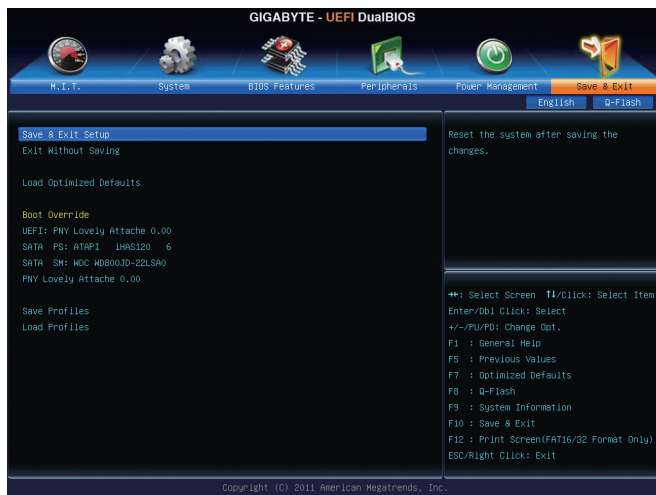 GIGABYTE - UEFI DualBIOS
M.I.T.
System
BIOS Features
Peripherals
Power Management
Save & Exit
English
Q-Flash
Save & Exit Setup
Exit Without Saving
Load Optimized Defaults
Boot Override
UEFI: PNY Lovely Attache 0.00
SATA PS: ATAPI iHAS120 6
SATA SM: WDC WD800JD-22LSA0
PNY Lovely Attache 0.00
Save Profiles
Load Profiles
Reset the system after saving the
changes.
→←: Select Screen ↑↓/Click: Select Item
Enter/Dbl Click: Select
+/-/PU/PD: Change Opt.
F1 : General Help
F5 : Previous Values
F7 : Optimized Defaults
F8 : Q-Flash
F9 : System Information
F10 : Save & Exit
F12 : Print Screen(FAT16/32 Format Only)
ESC/Right Click: Exit
Copyright (C) 2011 American Megatrends, Inc.